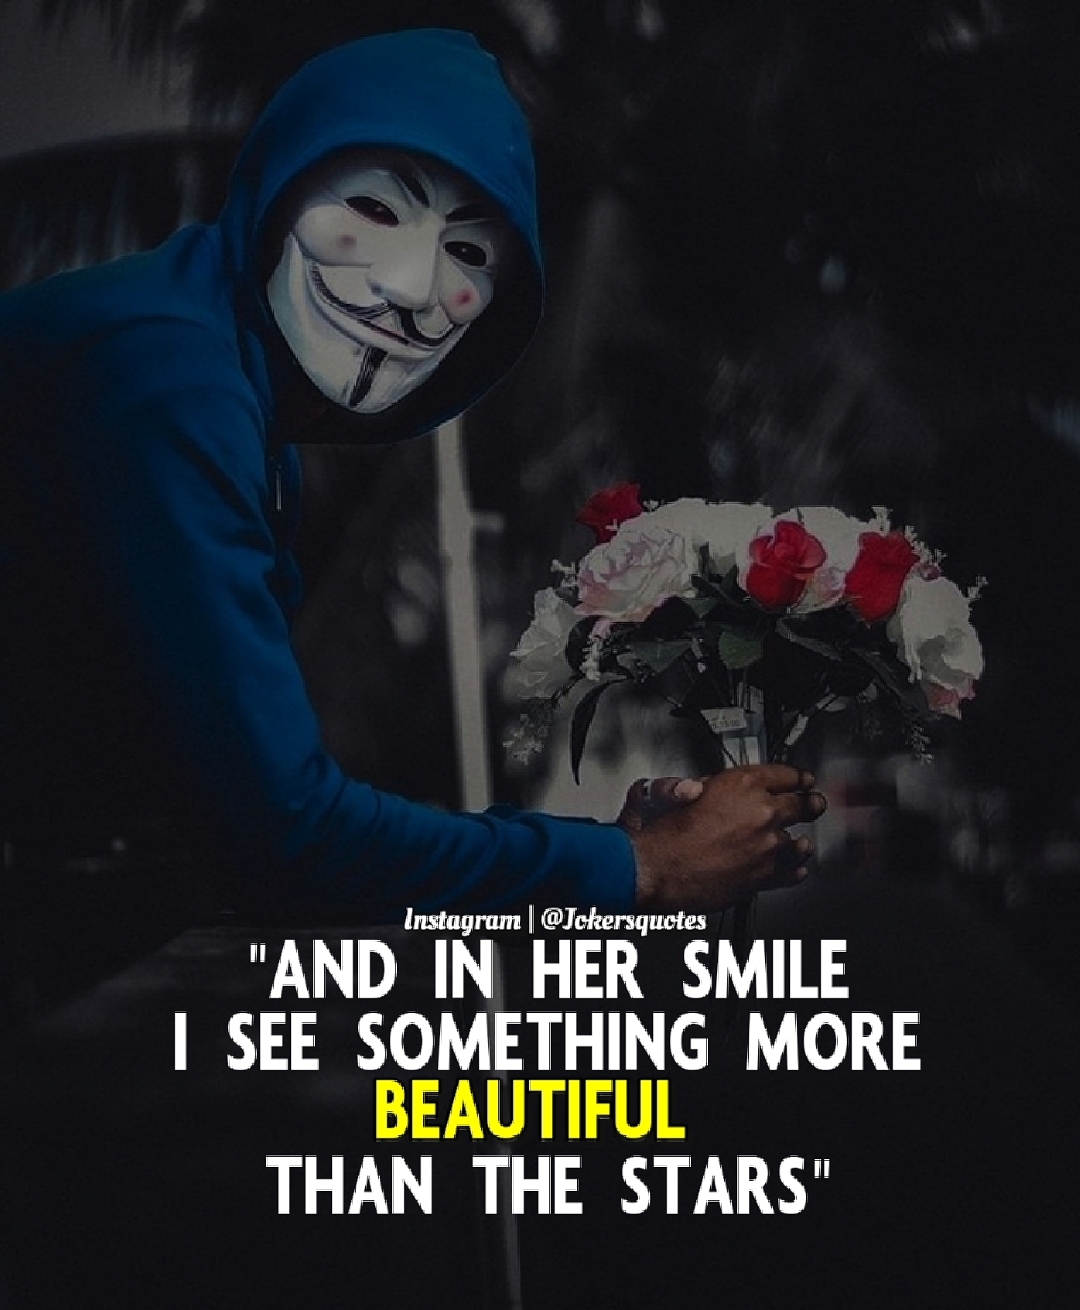 Instagram | @Jokersquotes
"AND IN HER SMILE
I SEE SOMETHING MORE
BEAUTIFUL
THAN THE STARS"